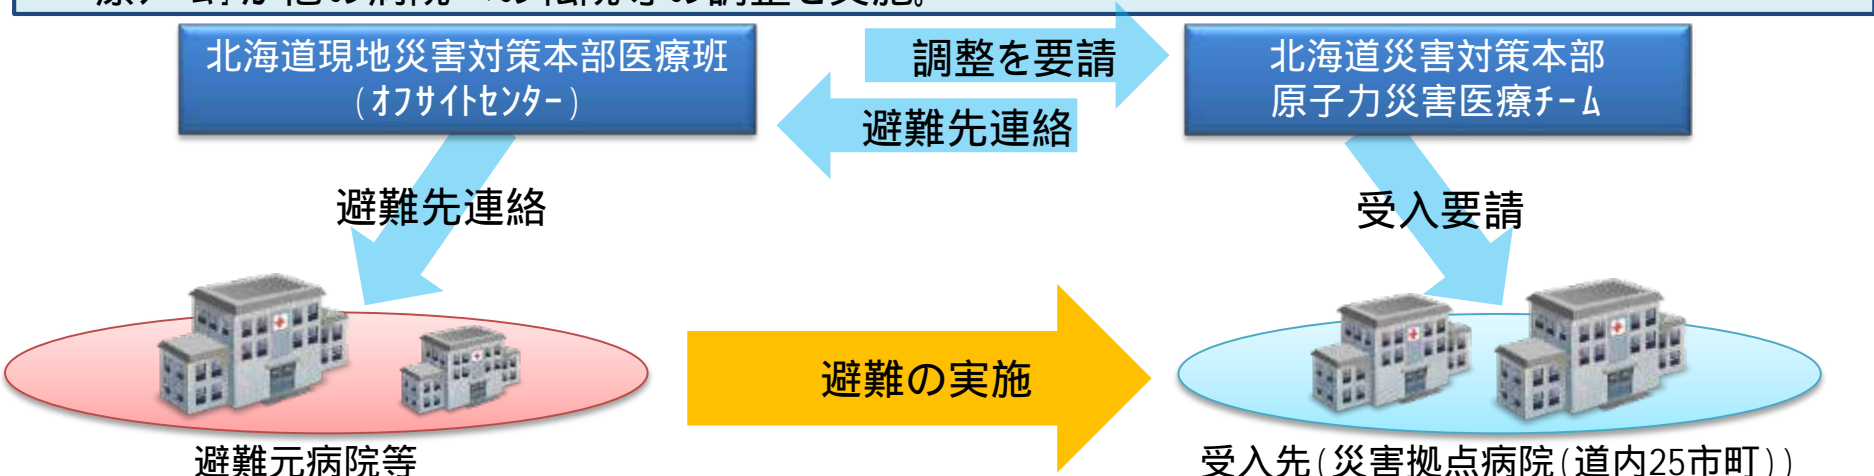 北海道現地災害対策本部医療班
(ｵﾌｻｲﾄｾﾝﾀｰ)
調整を要請
避難先連絡
北海道災害対策本部
原子力災害医療ﾁｰﾑ
避難先連絡
受入要請
避難の実施
避難元病院等
受入先(災害拠点病院(道内25市町))